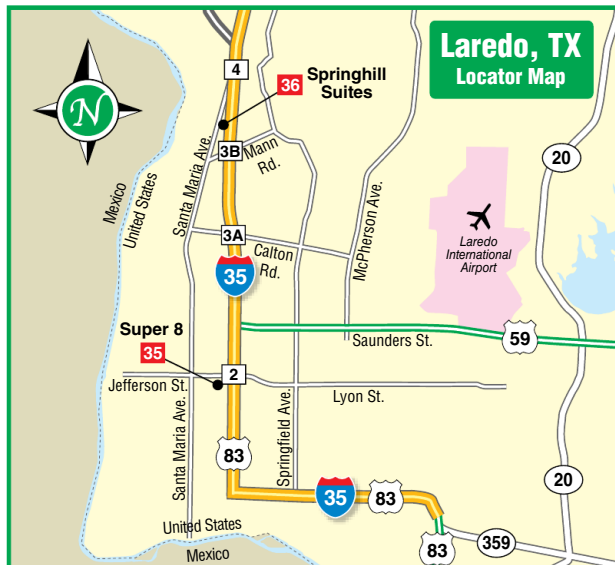 Laredo, TX
Locator Map
N
4
36
Springhill
Suites
3B
Mann
Rd.
20
Mexico
United States
Santa Maria Ave.
McPherson Ave.
Laredo
International
Airport
3A
Calton
Rd.
35
Saunders St.
59
Super 8
35
2
Jefferson St.
Lyon St.
Santa Maria Ave.
Springfield Ave.
83
20
35
83
United States
Mexico
83
359